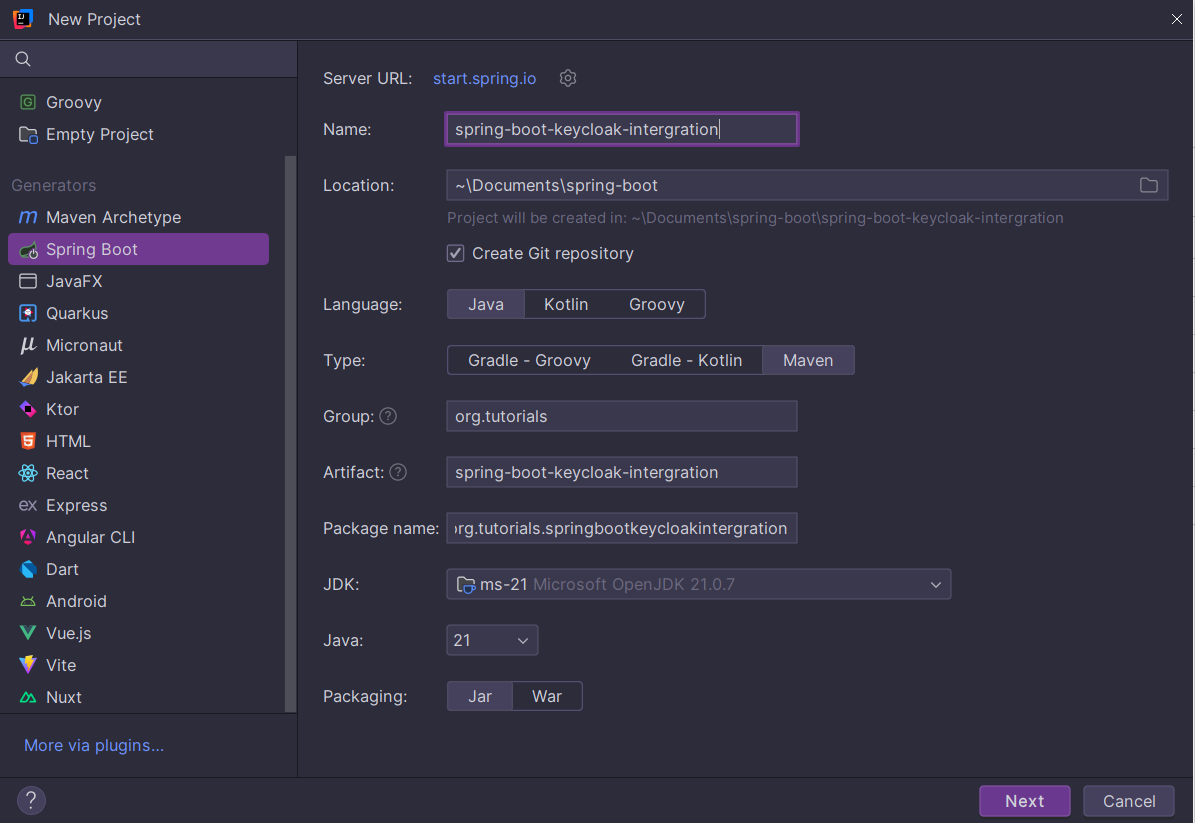 New Project
Groovy
Empty Project
Generators
Maven Archetype
Spring Boot
JavaFX
Quarkus
Micronaut
Jakarta EE
Ktor
HTML
React
Express
Angular CLI
Dart
Android
Vue.js
Vite
Nuxt
More via plugins...
Server URL: start.spring.io
Name: spring-boot-keycloak-intergration
Location: ~\Documents\spring-boot
Project will be created in: ~\Documents\spring-boot\spring-boot-keycloak-intergration
Create Git repository
Language: Java Kotlin Groovy
Type: Gradle - Groovy Gradle - Kotlin Maven
Group: ? org.tutorials
Artifact: ? spring-boot-keycloak-intergration
Package name: org.tutorials.springbootkeycloakintergration
JDK: ms-21 Microsoft OpenJDK 21.0.7
Java: 21
Packaging: Jar War
? Next Cancel